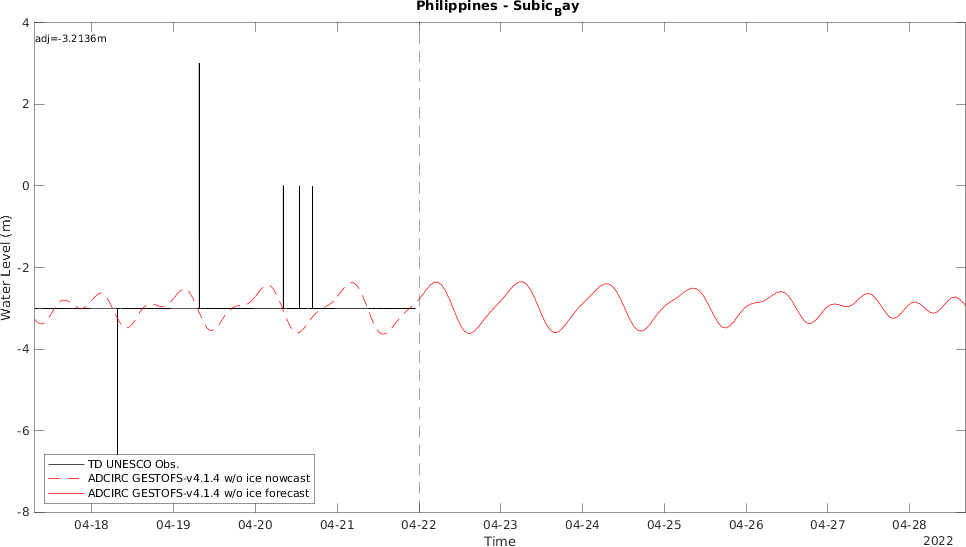 Philippines - Subic_Bay
adj=-3.2136m
4
2
0
-2
-4
-6
-8
Water Level (m)
TD UNESCO Obs.
ADCIRC GESTOFS-v4.1.4 w/o ice nowcast
ADCIRC GESTOFS-v4.1.4 w/o ice forecast
04-18 04-19 04-20 04-21 04-22 04-23 04-24 04-25 04-26 04-27 04-28
Time
2022